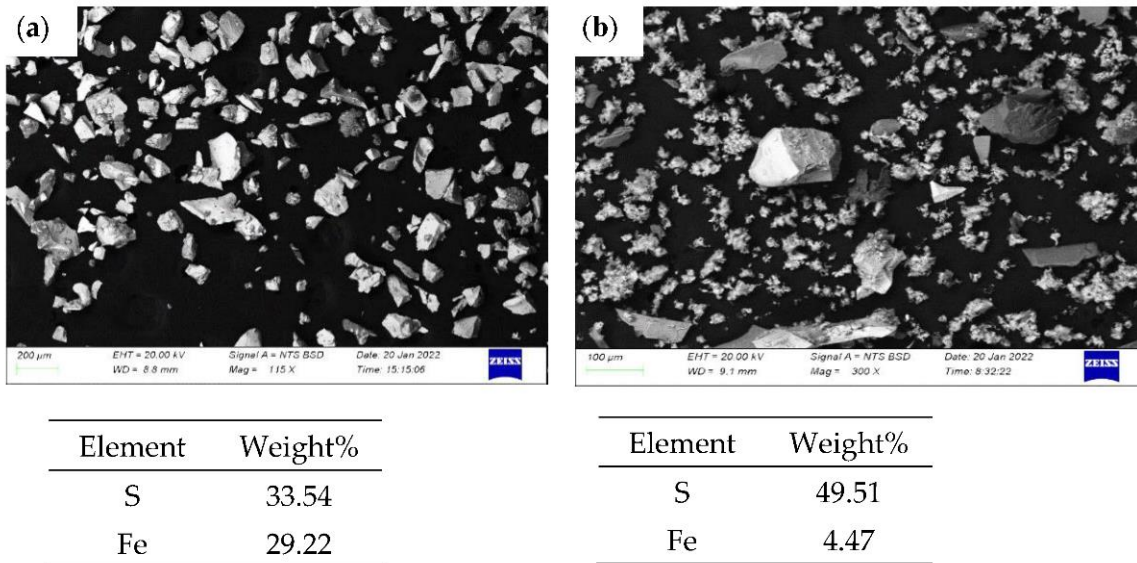 (a)
200 µm EHT = 20.00 kV Signal A = NTS BSD Date: 20 Jan 2022
WD = 8.8 mm Mag = 115 X Time: 15:15:06
ZEISS
(b)
100 µm EHT = 20.00 kV Signal A = NTS BSD Date: 20 Jan 2022
WD = 9.1 mm Mag = 300 X Time: 8:32:22
ZEISS
Element Weight%
S 33.54
Fe 29.22
Element Weight%
S 49.51
Fe 4.47